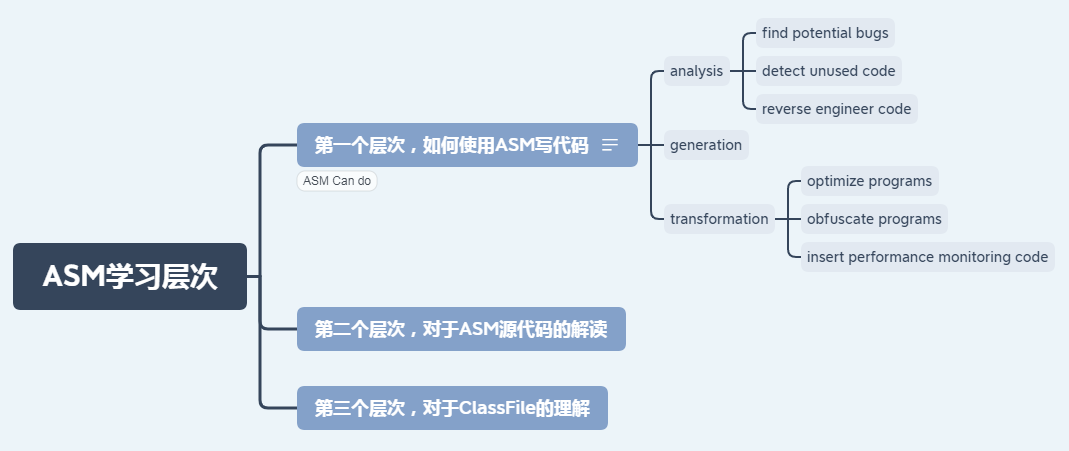 ASM学习层次
第一个层次，如何使用ASM写代码
ASM Can do
analysis
find potential bugs
detect unused code
reverse engineer code
generation
transformation
optimize programs
obfuscate programs
insert performance monitoring code
第二个层次，对于ASM源代码的解读
第三个层次，对于ClassFile的理解